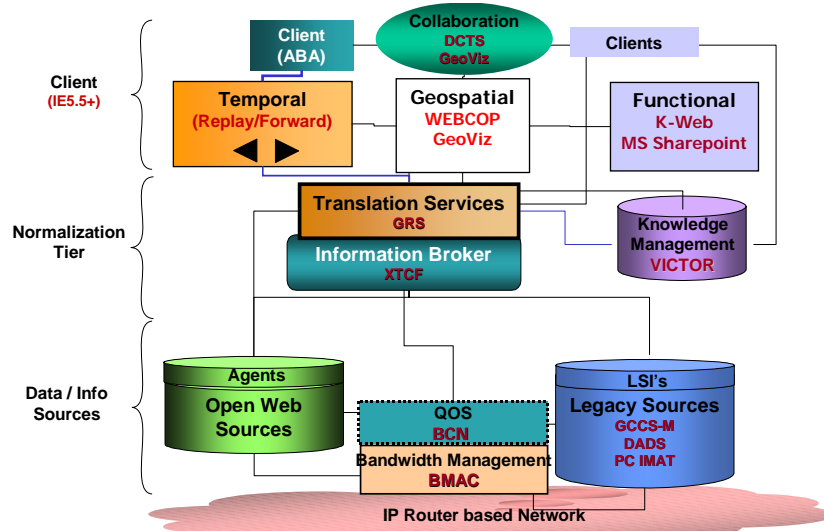 Collaboration
DCTS
GeoViz
Client
(ABA)
Clients
Client
(IE5.5+)
Temporal
(Replay/Forward)
Geospatial
WEBCOP
GeoViz
Functional
K-Web
MS Sharepoint
Normalization
Tier
Translation Services
GRS
Information Broker
XTCF
Knowledge
Management
VICTOR
Data / Info
Sources
Agents
Open Web
Sources
QOS
BCN
Bandwidth Management
BMAC
LSI's
Legacy Sources
GCCS-M
DADS
PC IMAT
IP Router based Network